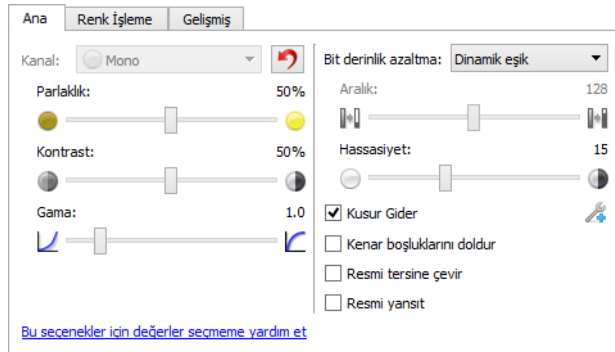 Ana
Renk İşleme
Gelişmiş
Kanal:
Mono
Parlaklık:
50%
Kontrast:
50%
Gama:
1.0
Bu seçenekler için değerler seçmeme yardım et
Bit derinlik azaltma:
Dinamik eşik
Aralık:
128
Hassasiyet:
15
Kusur Gider
Kenar boşluklarını doldur
Resmi tersine çevir
Resmi yansıt